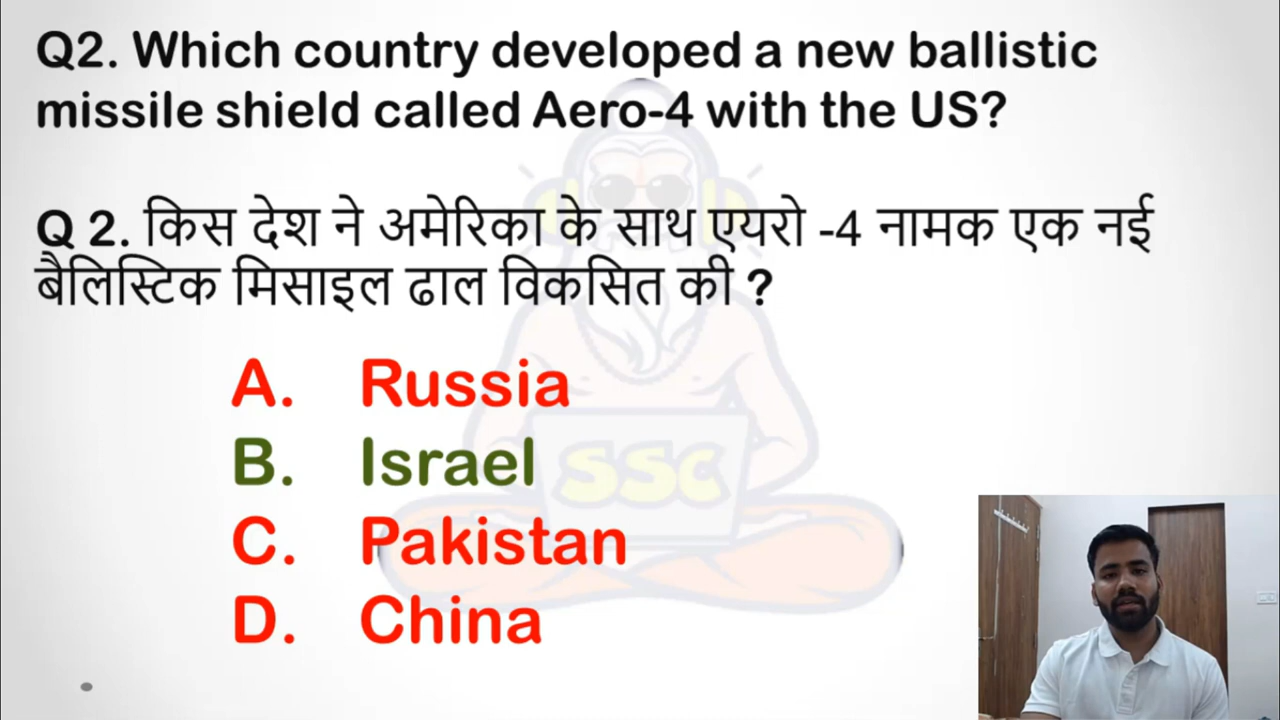 Q2. Which country developed a new ballistic
missile shield called Aero-4 with the US?
Q 2. किस देश ने अमेरिका के साथ एयरो -4 नामक एक नई
बैलिस्टिक मिसाइल ढाल विकसित की ?
A. Russia
B. Israel
SSC
C. Pakistan
D. China